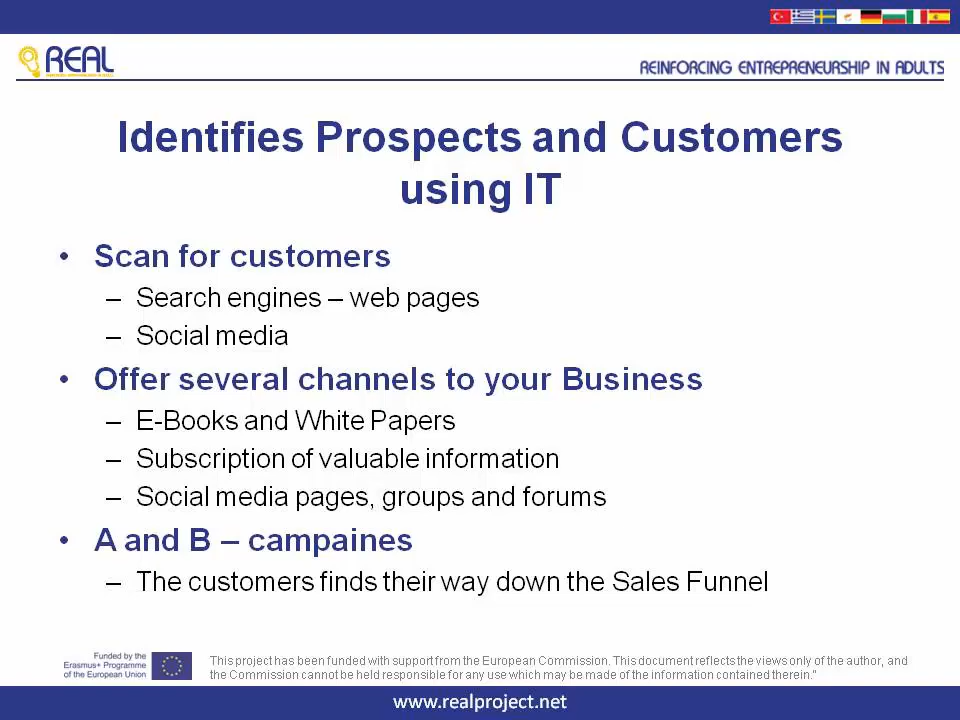 REAL
REINFORCING ENTREPRENEURSHIP IN ADULTS
Identifies Prospects and Customers
using IT
• Scan for customers
– Search engines – web pages
– Social media
• Offer several channels to your Business
– E-Books and White Papers
– Subscription of valuable information
– Social media pages, groups and forums
• A and B – campaines
– The customers finds their way down the Sales Funnel
Funded by the
Erasmus+ Programme
of the European Union
This project has been funded with support from the European Commission. This document reflects the views only of the author, and
the Commission cannot be held responsible for any use which may be made of the information contained therein."
www.realproject.net